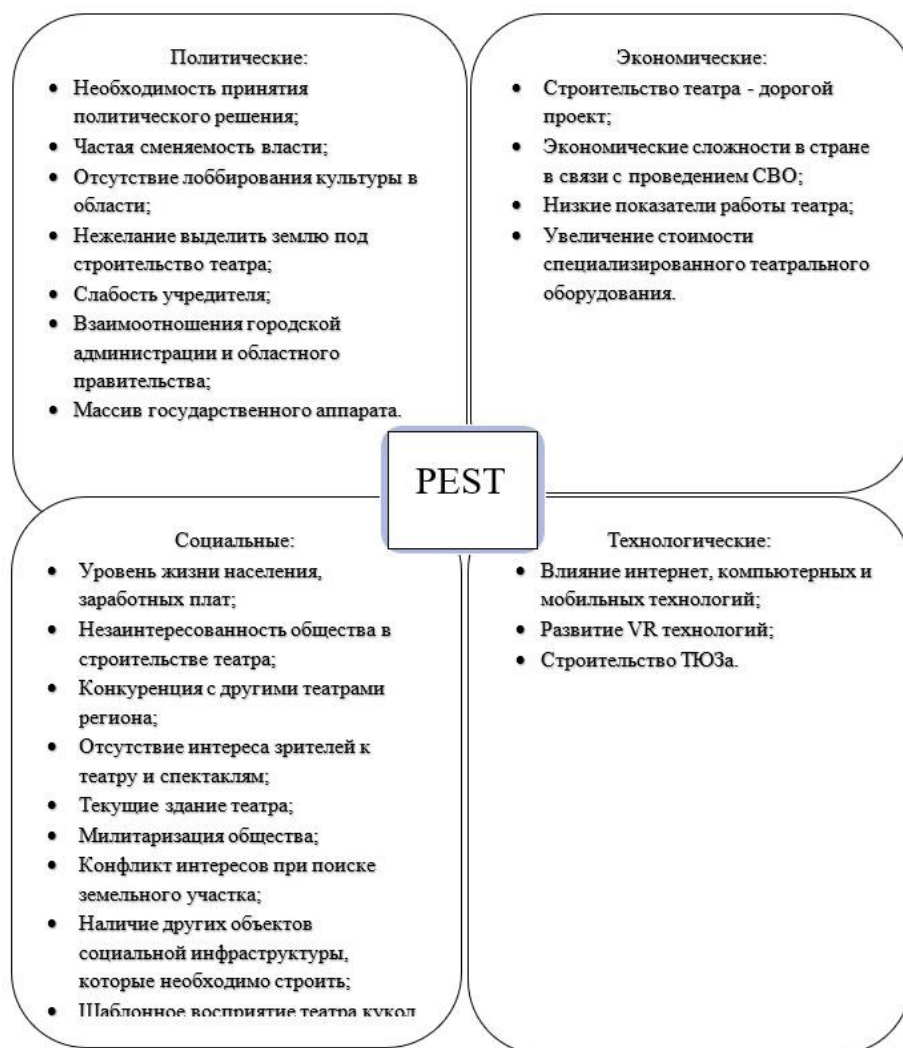 Политические:
• Необходимость принятия
политического решения;
• Частая сменяемость власти;
• Отсутствие лоббирования культуры в
области;
• Нежелание выделить землю под
строительство театра;
• Слабость учредителя;
• Взаимоотношения городской
администрации и областного
правительства;
• Массив государственного аппарата.
Экономические:
• Строительство театра - дорогой
проект;
• Экономические сложности в стране
в связи с проведением СВО;
• Низкие показатели работы театра;
• Увеличение стоимости
специализированного театрального
оборудования.
PEST
Социальные:
• Уровень жизни населения,
заработных плат;
• Незаинтересованность общества в
строительстве театра;
• Конкуренция с другими театрами
региона;
• Отсутствие интереса зрителей к
театру и спектаклям;
• Текущие здание театра;
• Милитаризация общества;
• Конфликт интересов при поиске
земельного участка;
• Наличие других объектов
социальной инфраструктуры,
которые необходимо строить;
• Шаблонное восприятие театра кукол
Технологические:
• Влияние интернет, компьютерных и
мобильных технологий;
• Развитие VR технологий;
• Строительство ТЮЗа.